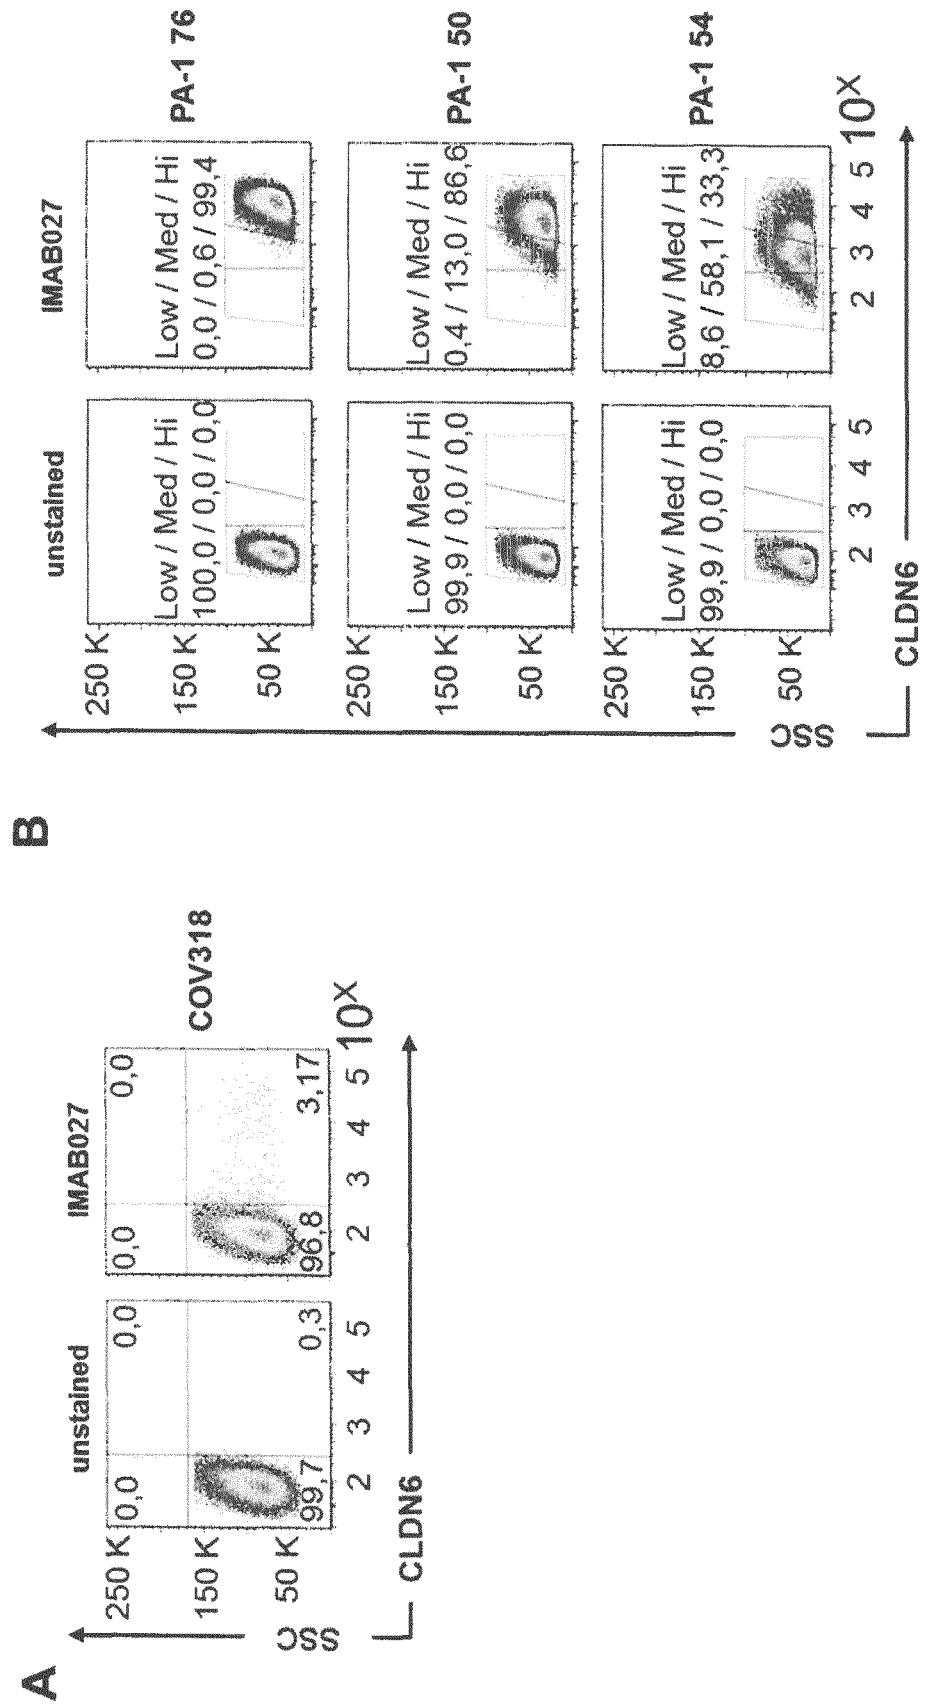 A
unstained
IMAB027
250 K
150 K
50 K
SSC
0,0
0,0
99,7
0,3
0,0
0,0
96,8
3,17
COV318
2 3 4 5
2 3 4 5
10X
CLDN6
B
unstained
IMAB027
250 K
150 K
50 K
Low / Med / Hi
100,0 / 0,0 / 0,0
Low / Med / Hi
0,0 / 0,6 / 99,4
PA-1 76
250 K
150 K
50 K
Low / Med / Hi
99,9 / 0,0 / 0,0
Low / Med / Hi
0,4 / 13,0 / 86,6
PA-1 50
250 K
150 K
50 K
Low / Med / Hi
99,9 / 0,0 / 0,0
Low / Med / Hi
8,6 / 58,1 / 33,3
PA-1 54
SSC
2 3 4 5
2 3 4 5
10X
CLDN6